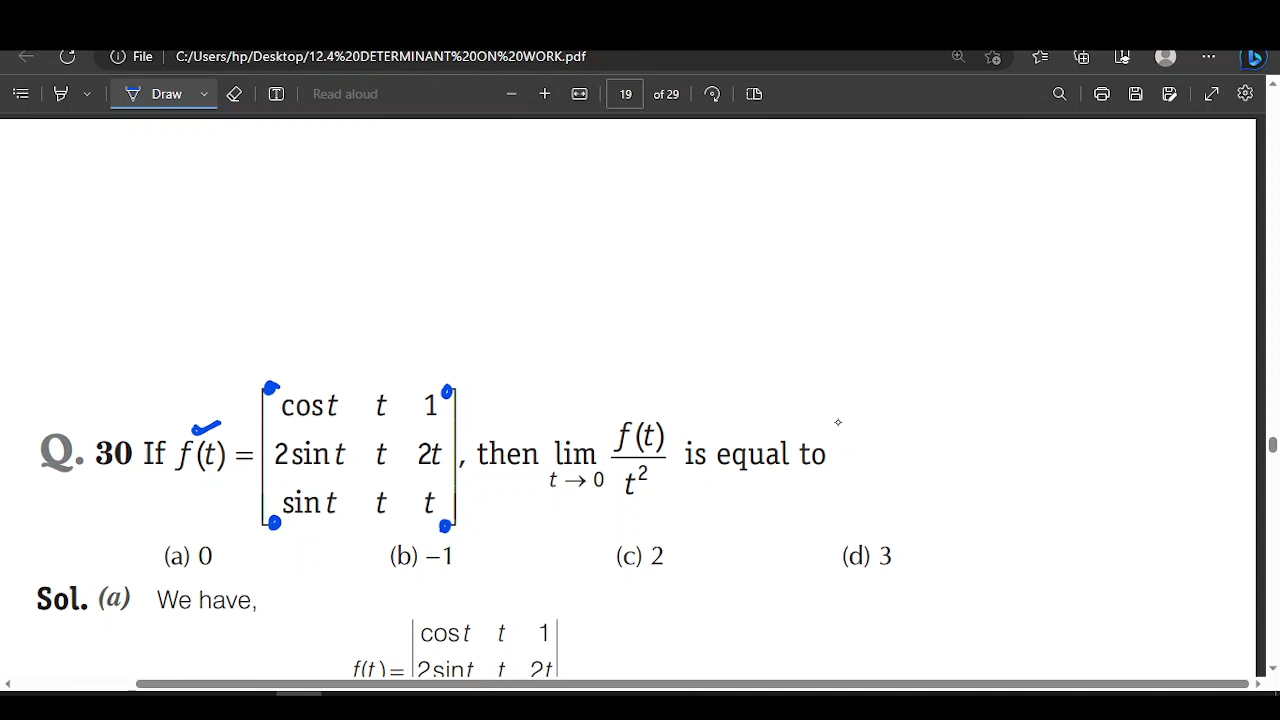 File | C:/Users/hp/Desktop/12.4%20DETERMINANT%20ON%20WORK.pdf
Draw Read aloud 19 of 29
Q. 30 If f(t) = [cos t t 1
2 sin t t 2t
sin t t t], then lim t → 0 f(t)/t² is equal to
(a) 0 (b) –1 (c) 2 (d) 3
Sol. (a) We have,
|cos t t 1
f(t) = |2 sin t t 2t